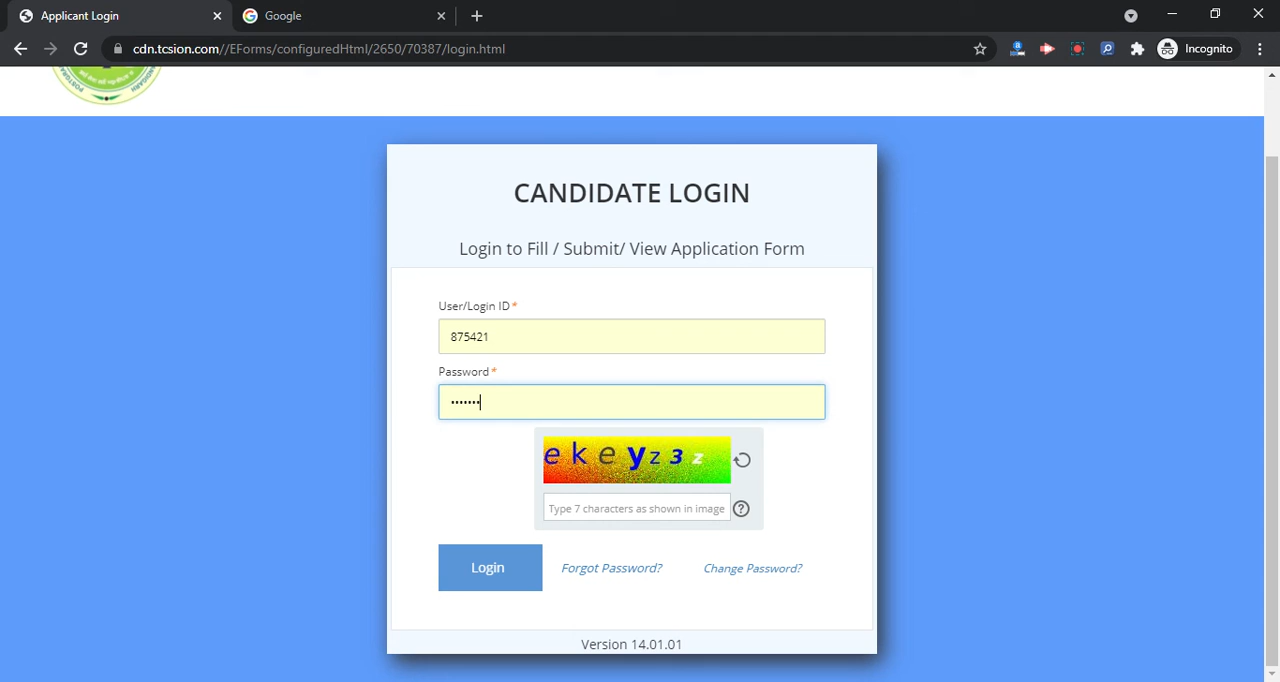 Applicant Login
Google
cdn.tcsion.com//EForms/configuredHtml/2650/70387/login.html
Incognito
CANDIDATE LOGIN
Login to Fill / Submit/ View Application Form
User/Login ID*
875421
Password*
•••••••
ekeyz3z
Type 7 characters as shown in image
Login Forgot Password? Change Password?
Version 14.01.01